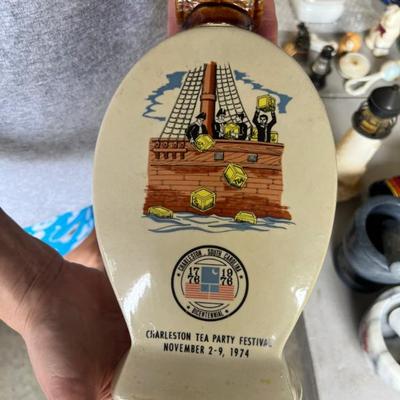 CHARLESTON, SOUTH CAROLINA
17 19
76 76
BICENTENNIAL
CHARLESTON TEA PARTY FESTIVAL
NOVEMBER 2-9, 1974